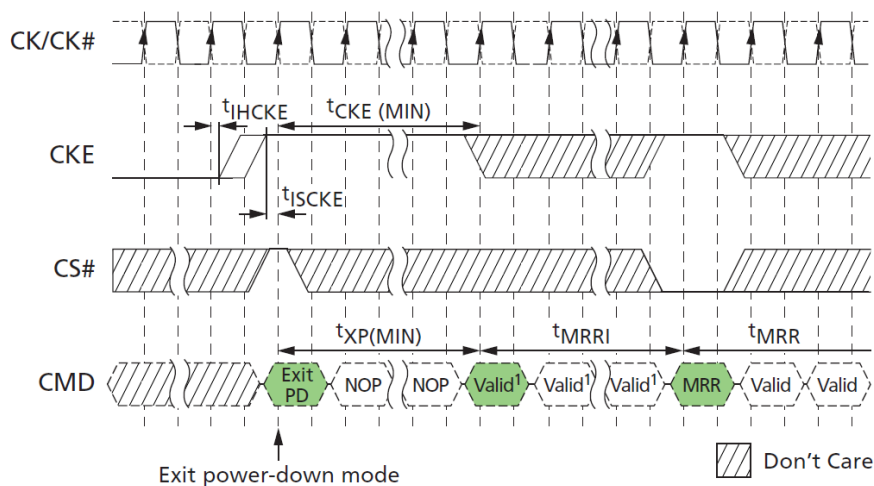 CK/CK#
tIHCKE tCKE (MIN)
CKE
tISCKE
CS#
tXP(MIN) tMRRI tMRR
CMD Exit PD NOP NOP Valid1 Valid1 Valid1 MRR Valid Valid
Exit power-down mode
Don't Care